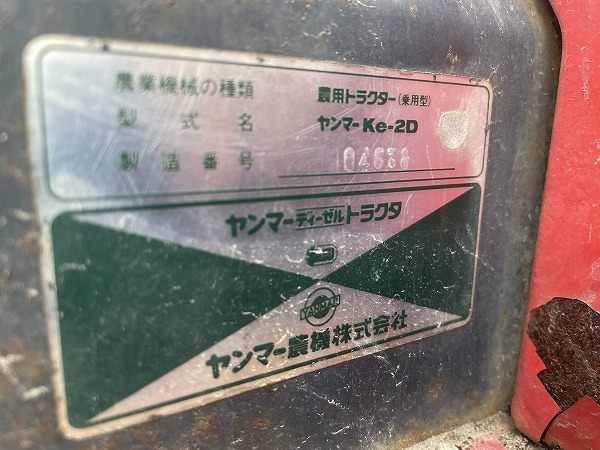 農業機械の種類 農用トラクター(乗用型)
型式名 ヤンマーKe-2D
製造番号 104638
ヤンマーディーゼルトラクタ
YANMAR
ヤンマー農機株式会社